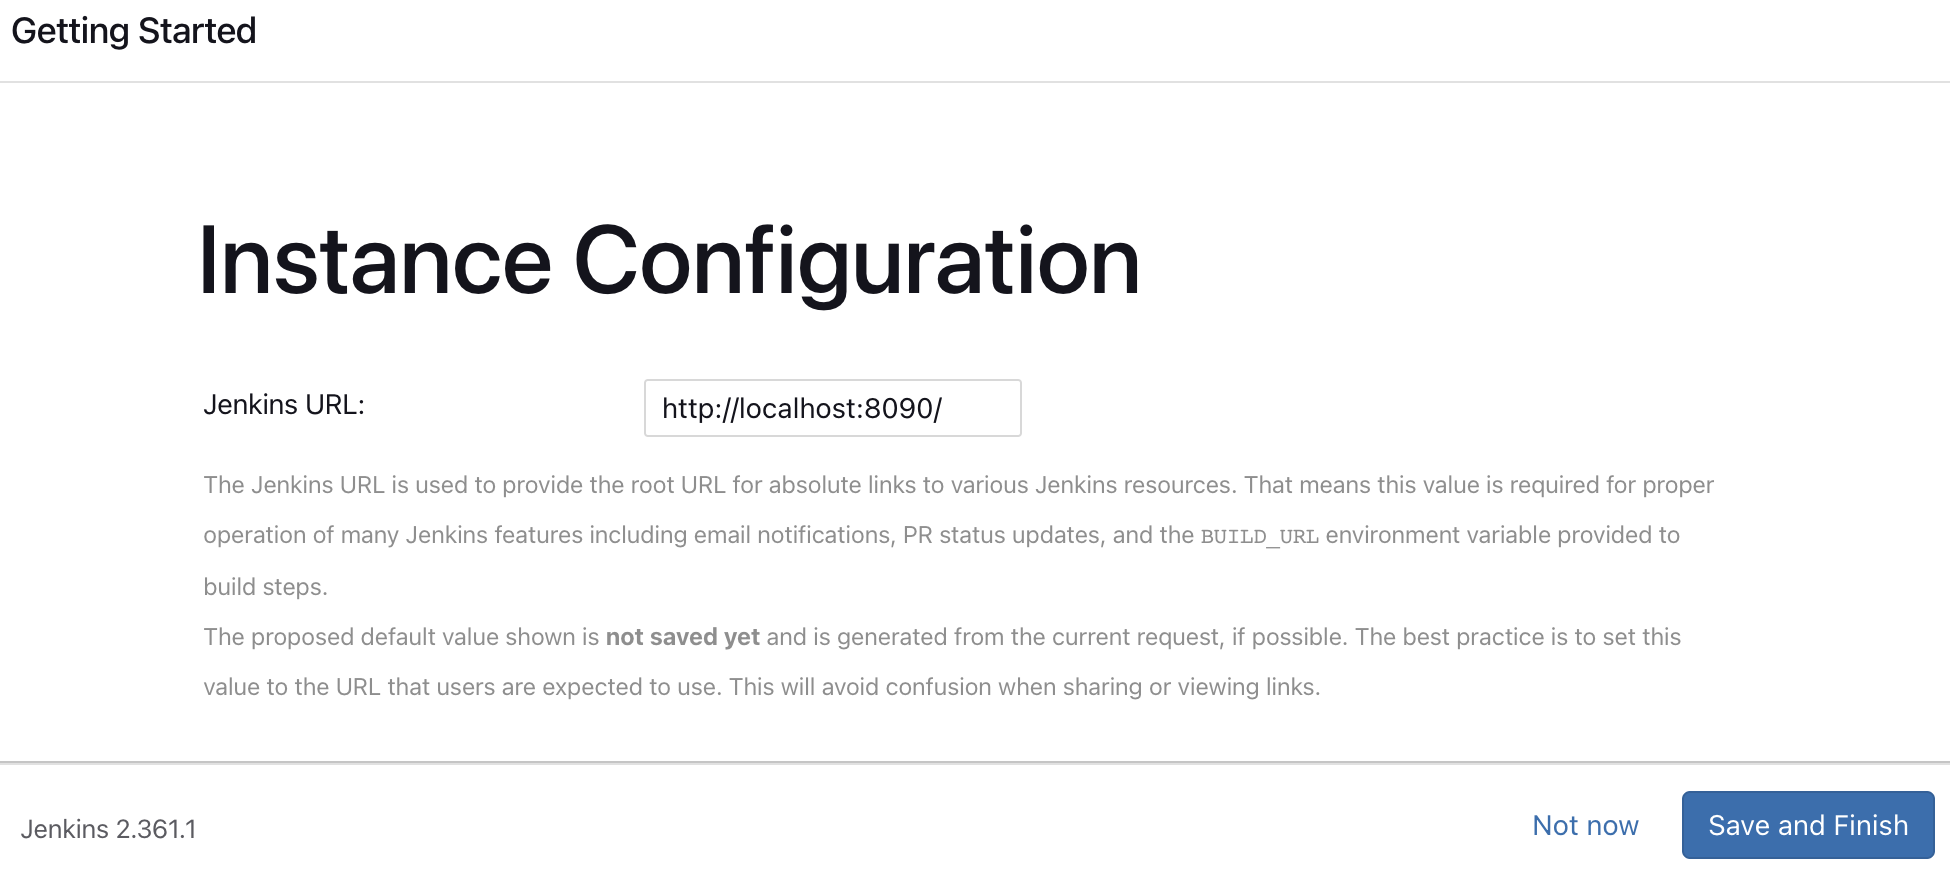 Getting Started
Instance Configuration
Jenkins URL:
http://localhost:8090/
The Jenkins URL is used to provide the root URL for absolute links to various Jenkins resources. That means this value is required for proper
operation of many Jenkins features including email notifications, PR status updates, and the BUILD_URL environment variable provided to
build steps.
The proposed default value shown is not saved yet and is generated from the current request, if possible. The best practice is to set this
value to the URL that users are expected to use. This will avoid confusion when sharing or viewing links.
Jenkins 2.361.1
Not now
Save and Finish